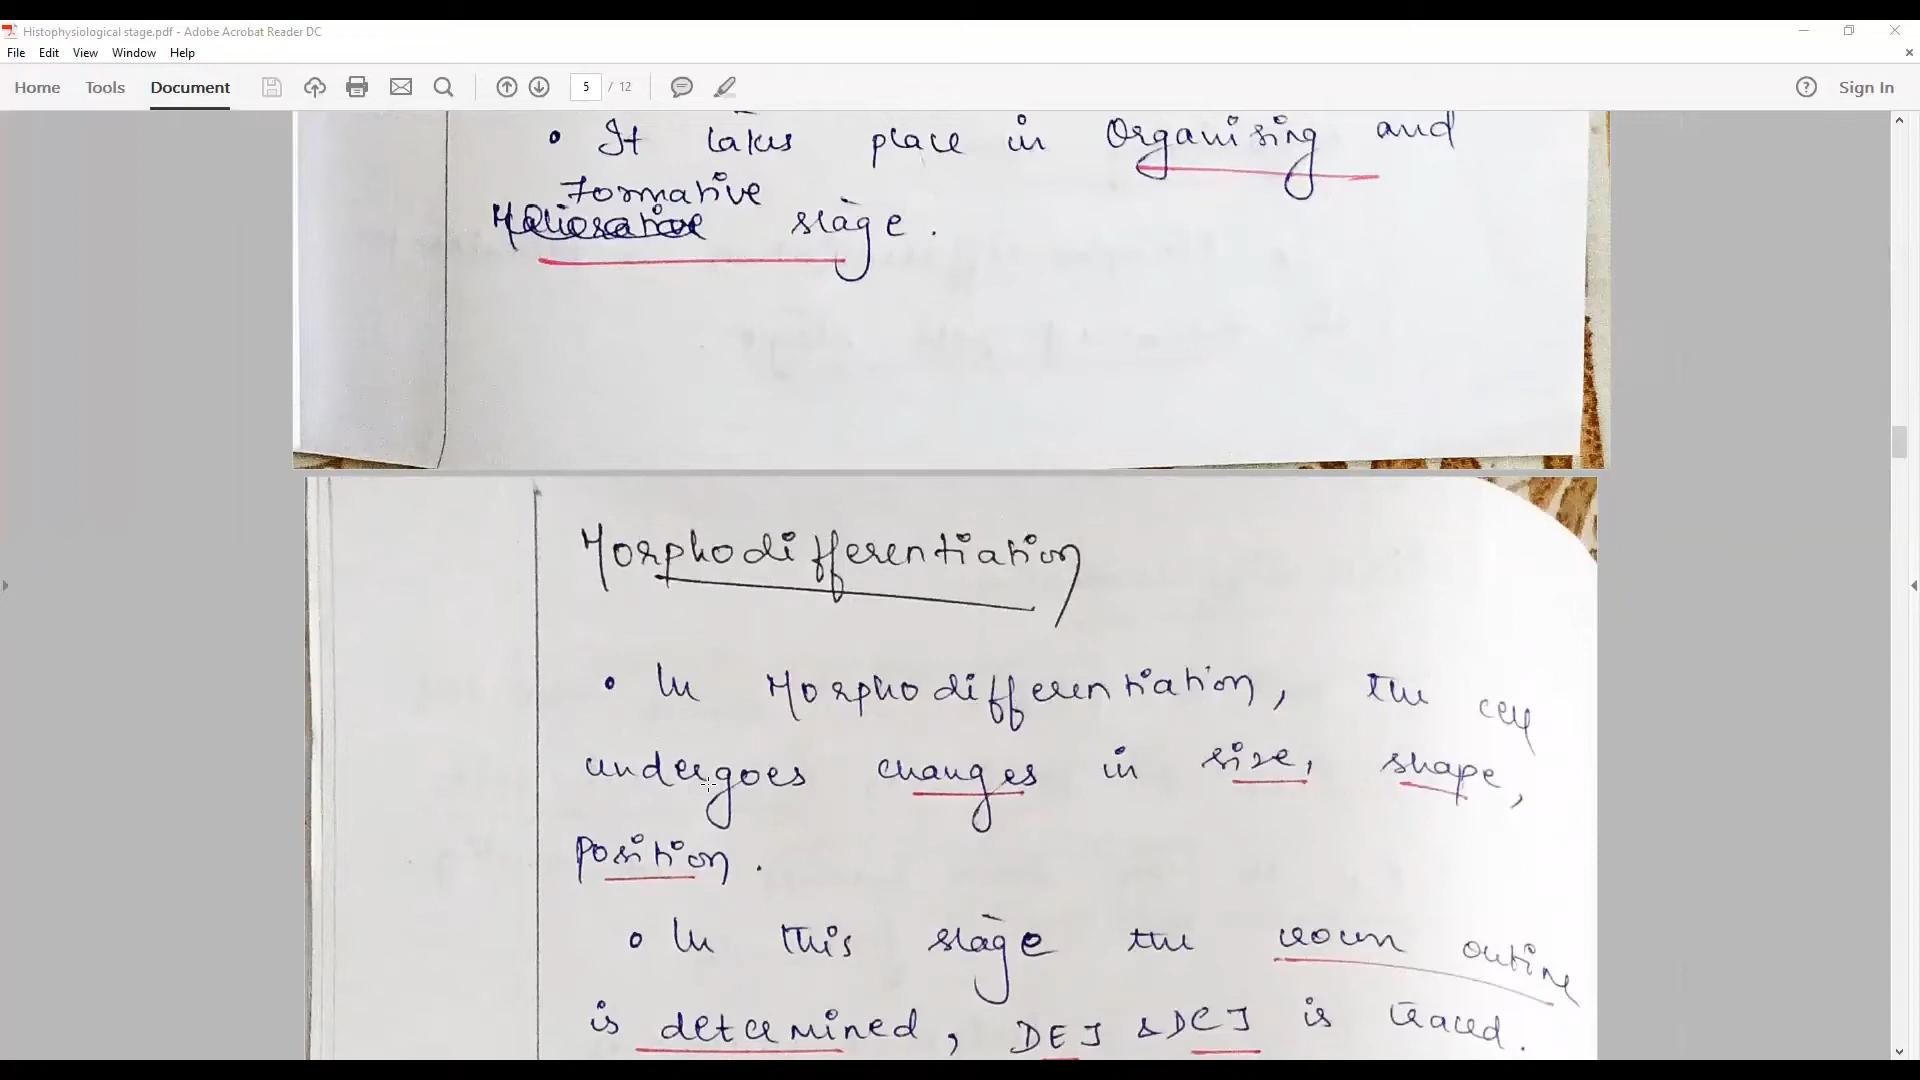 Histophysiological stage.pdf - Adobe Acrobat Reader DC
File Edit View Window Help
Home Tools Document 5 / 12 Sign In
• It takes place in Organising and
Formative
stage.
Morphodifferentiation
• In Morphodifferentiation, the cell
undergoes changes in size, shape,
position.
• In this stage the crown outline
is determined, DEJ & DCJ is traced.